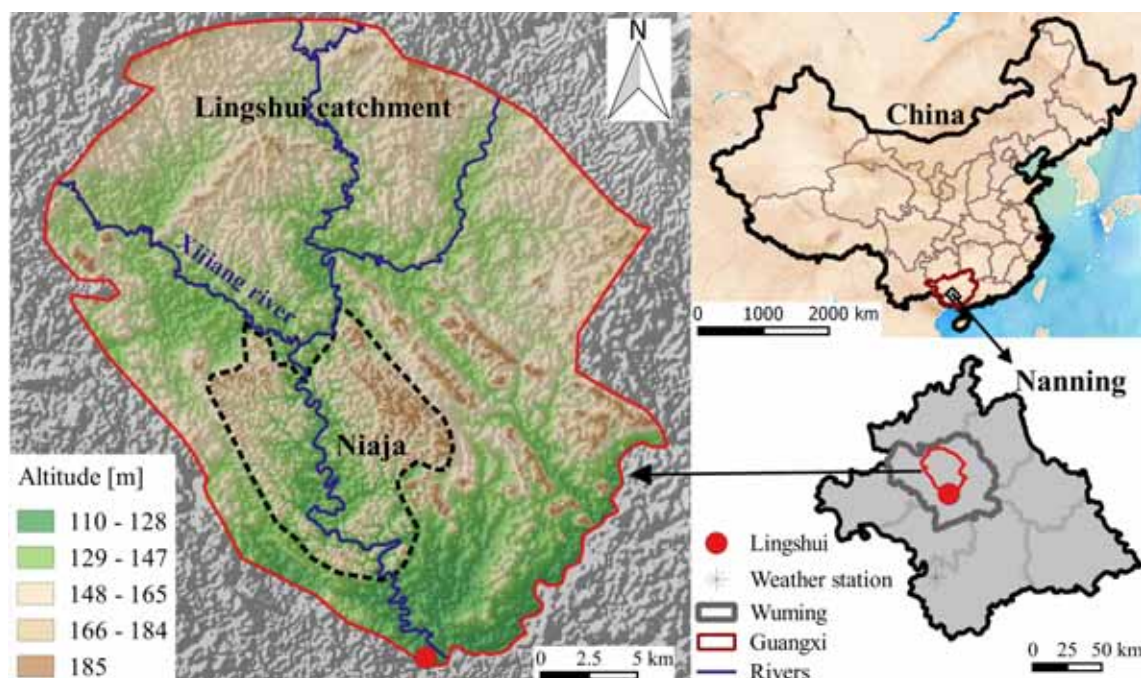 N
Lingshui catchment
Xijiang river
Niaja
Altitude [m]
110 - 128
129 - 147
148 - 165
166 - 184
185
0 2.5 5 km
China
0 1000 2000 km
Nanning
Lingshui
Weather station
Wuming
Guangxi
Rivers
0 25 50 km